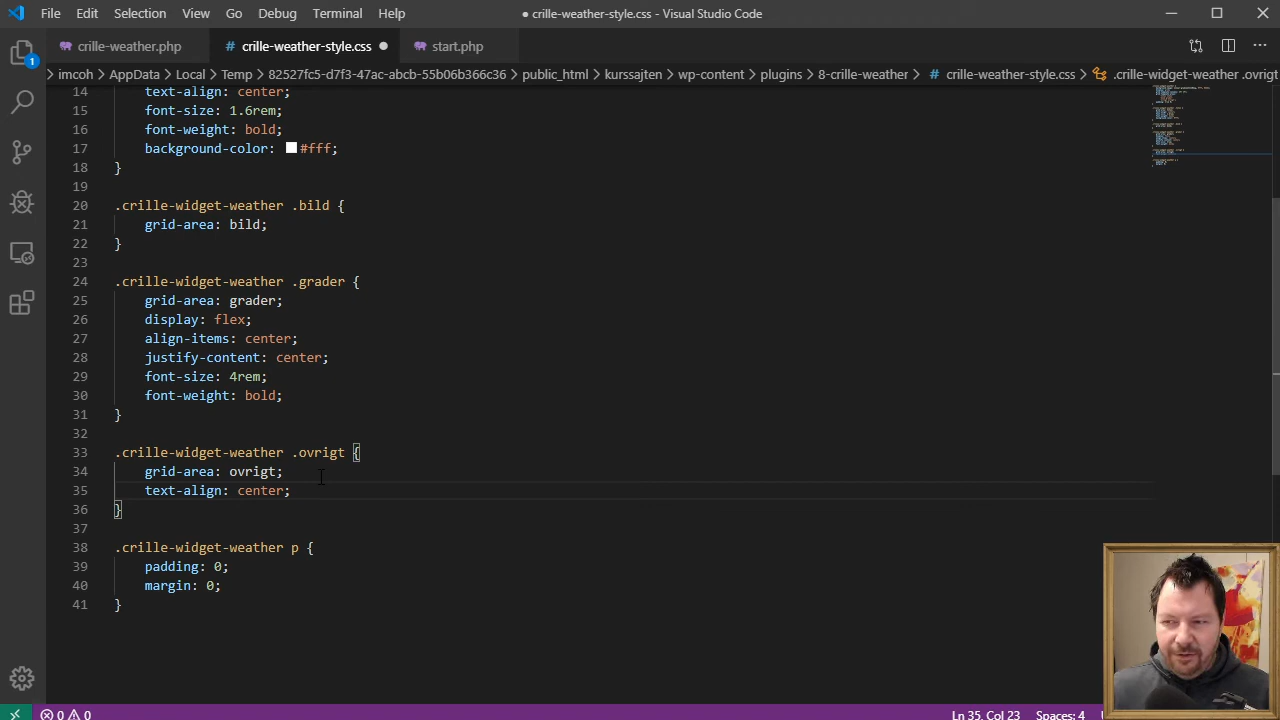 File Edit Selection View Go Debug Terminal Help
● crille-weather-style.css - Visual Studio Code
crille-weather.php
# crille-weather-style.css ●
start.php
1
imcoh > AppData > Local > Temp > 82527fc5-d7f3-47ac-abcb-55b06b366c36 > public_html > kurssajten > wp-content > plugins > 8-crille-weather > # crille-weather-style.css > .crille-widget-weather .ovrigt
14 text-align: center;
15 font-size: 1.6rem;
16 font-weight: bold;
17 background-color: #fff;
18 }
19
20 .crille-widget-weather .bild {
21 grid-area: bild;
22 }
23
24 .crille-widget-weather .grader {
25 grid-area: grader;
26 display: flex;
27 align-items: center;
28 justify-content: center;
29 font-size: 4rem;
30 font-weight: bold;
31 }
32
33 .crille-widget-weather .ovrigt {
34 grid-area: ovrigt;
35 text-align: center;
36 }
37
38 .crille-widget-weather p {
39 padding: 0;
40 margin: 0;
41 }
0 0
Ln 35, Col 23 Spaces: 4